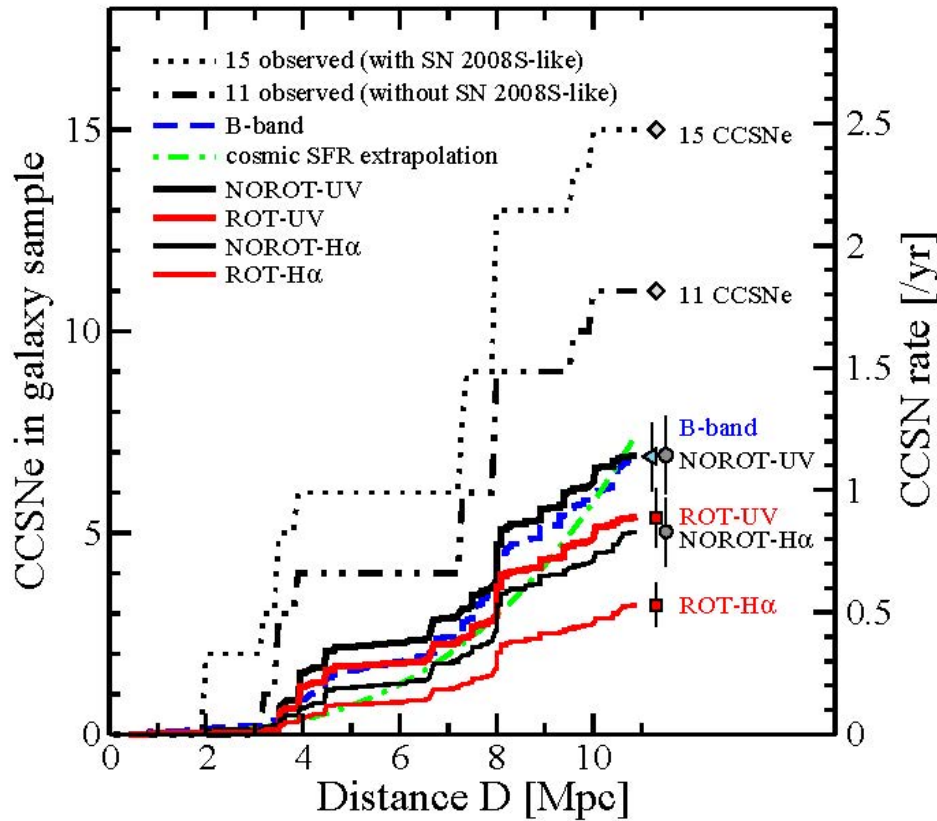 15 observed (with SN 2008S-like)
11 observed (without SN 2008S-like)
B-band
cosmic SFR extrapolation
NOROT-UV
ROT-UV
NOROT-Hα
ROT-Hα
CCSNe in galaxy sample
15
10
5
0
0
2
4
6
8
10
Distance D [Mpc]
2.5
2
1.5
1
0.5
0
CCSN rate [/yr]
15 CCSNe
11 CCSNe
B-band
NOROT-UV
ROT-UV
NOROT-Hα
ROT-Hα